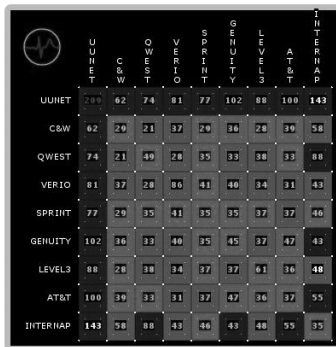 UUNET C&W QWEST VERIO SPRINT GENUITY LEVEL3 AT&T INTERNAP
UUNET 209 62 74 81 77 102 88 100 143
C&W 62 29 21 37 29 36 28 39 58
QWEST 74 21 49 28 35 33 38 33 88
VERIO 81 37 28 86 41 40 34 31 43
SPRINT 77 29 35 41 35 35 37 37 46
GENUITY 102 36 33 40 35 45 37 47 43
LEVEL3 88 28 38 34 37 37 61 36 48
AT&T 100 39 33 31 37 47 36 37 55
INTERNAP 143 58 88 43 46 43 48 55 35